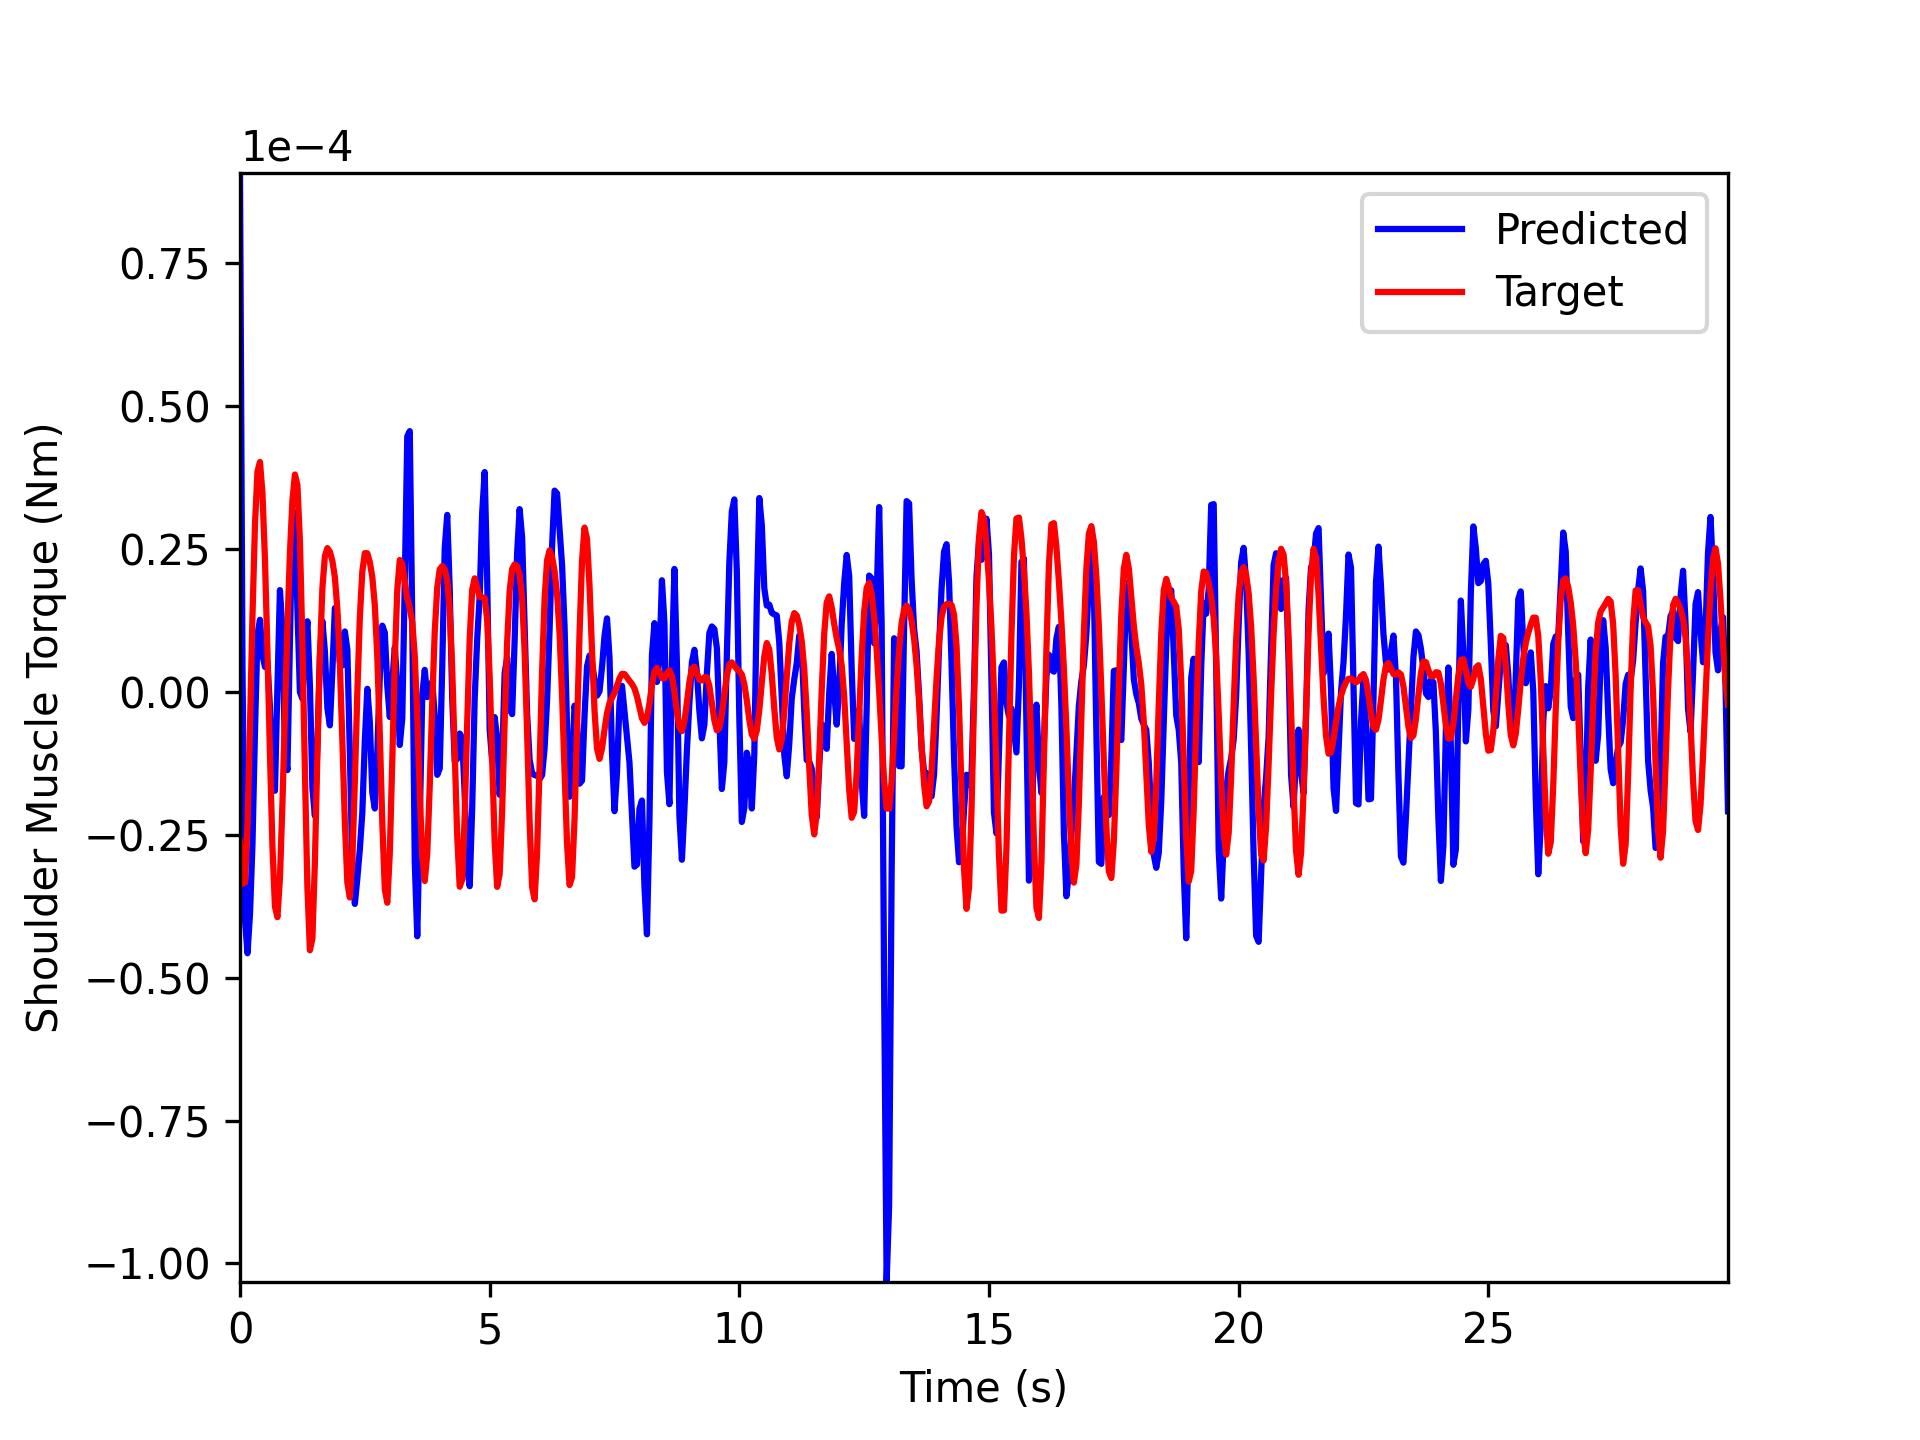 1e−4
Predicted
Target
0.75
0.50
0.25
0.00
−0.25
−0.50
−0.75
−1.00
Shoulder Muscle Torque (Nm)
0 5 10 15 20 25
Time (s)